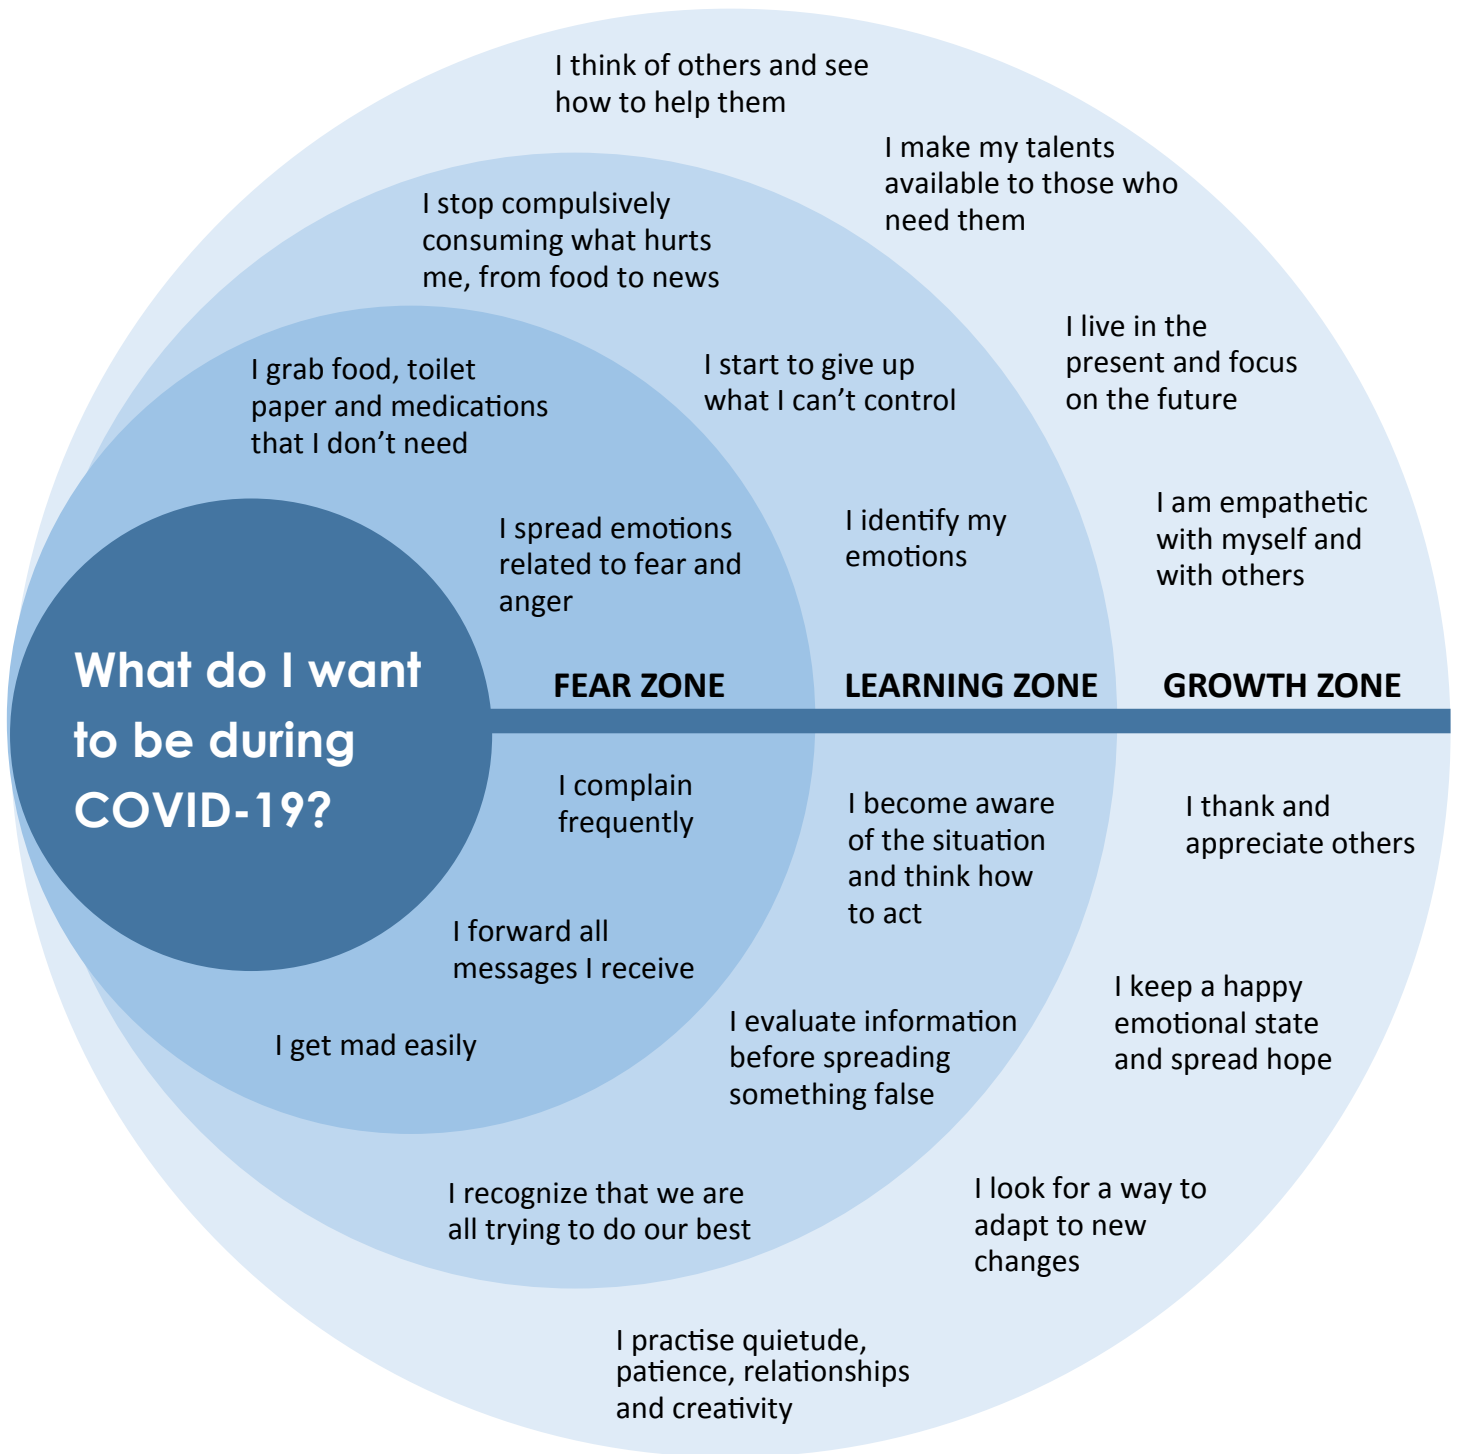 I think of others and see
how to help them
I make my talents
available to those who
need them
I stop compulsively
consuming what hurts
me, from food to news
I live in the
present and focus
on the future
I grab food, toilet
paper and medications
that I don’t need
I start to give up
what I can’t control
I am empathetic
with myself and
with others
I identify my
emotions
I spread emotions
related to fear and
anger
What do I want
to be during
COVID-19?
FEAR ZONE
LEARNING ZONE
GROWTH ZONE
I complain
frequently
I become aware
of the situation
and think how
to act
I thank and
appreciate others
I forward all
messages I receive
I keep a happy
emotional state
and spread hope
I get mad easily
I evaluate information
before spreading
something false
I recognize that we are
all trying to do our best
I look for a way to
adapt to new
changes
I practise quietude,
patience, relationships
and creativity